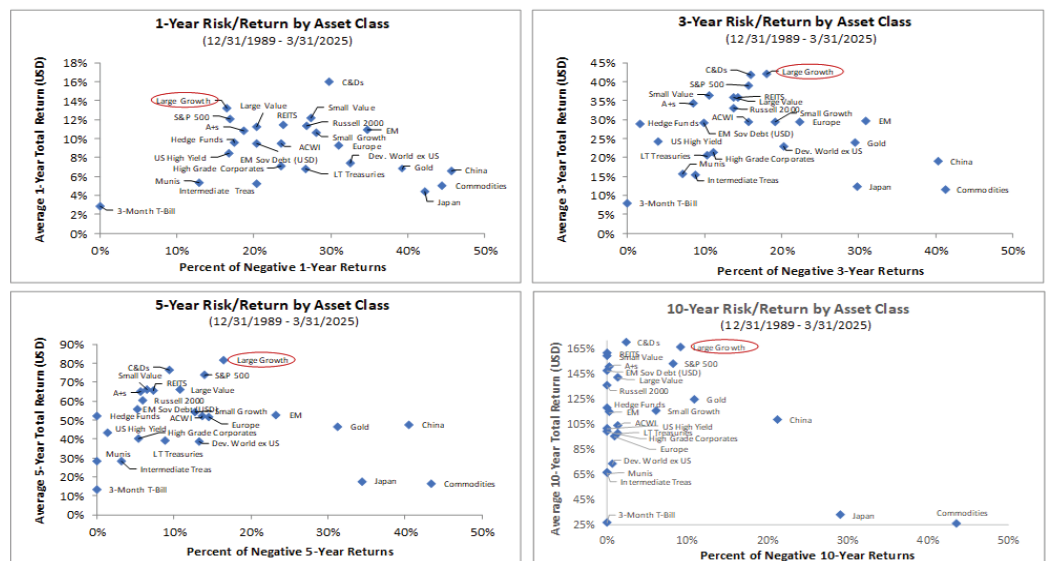 1-Year Risk/Return by Asset Class
(12/31/1989 - 3/31/2025)
Average 1-Year Total Return (USD)
18%
16%
14%
12%
10%
8%
6%
4%
2%
0%
C&Ds
Large Growth
Large Value
Small Value
S&P 500
REITS
A+s
Russell 2000
EM
Small Growth
Hedge Funds
ACWI
Europe
US High Yield
EM Sov Debt (USD)
Dev. World ex US
High Grade Corporates
LT Treasuries
Gold
China
Munis
Intermediate Treas
Commodities
Japan
3-Month T-Bill
0% 10% 20% 30% 40% 50%
Percent of Negative 1-Year Returns
3-Year Risk/Return by Asset Class
(12/31/1989 - 3/31/2025)
Average 3-Year Total Return (USD)
45%
40%
35%
30%
25%
20%
15%
10%
5%
0%
C&Ds
Large Growth
S&P 500
Small Value
REITS
A+s
Large Value
Russell 2000
ACWI
Small Growth
Hedge Funds
Europe
EM
EM Sov Debt (USD)
US High Yield
Dev. World ex US
Gold
LT Treasuries
High Grade Corporates
China
Munis
Intermediate Treas
Japan
Commodities
3-Month T-Bill
0% 10% 20% 30% 40% 50%
Percent of Negative 3-Year Returns
5-Year Risk/Return by Asset Class
(12/31/1989 - 3/31/2025)
Average 5-Year Total Return (USD)
90%
80%
70%
60%
50%
40%
30%
20%
10%
0%
Large Growth
C&Ds
Small Value
S&P 500
REITS
A+s
Large Value
Russell 2000
EM Sov Debt (USD)
Small Growth
Hedge Funds
ACWI
EM
Europe
US High Yield
High Grade Corporates
Gold
China
Dev. World ex US
Munis
LT Treasuries
Intermediate Treas
Japan
Commodities
3-Month T-Bill
0% 10% 20% 30% 40% 50%
Percent of Negative 5-Year Returns
10-Year Risk/Return by Asset Class
(12/31/1989 - 3/31/2025)
Average 10-Year Total Return (USD)
165%
145%
125%
105%
85%
65%
45%
25%
C&Ds
Large Growth
REITS
Small Value
A+s
S&P 500
EM Sov Debt (USD)
Large Value
Russell 2000
Gold
Hedge Funds
EM
Small Growth
ACWI
China
US High Yield
LT Treasuries
High Grade Corporates
Europe
Dev. World ex US
Munis
Intermediate Treas
3-Month T-Bill
Japan
Commodities
0% 10% 20% 30% 40% 50%
Percent of Negative 10-Year Returns